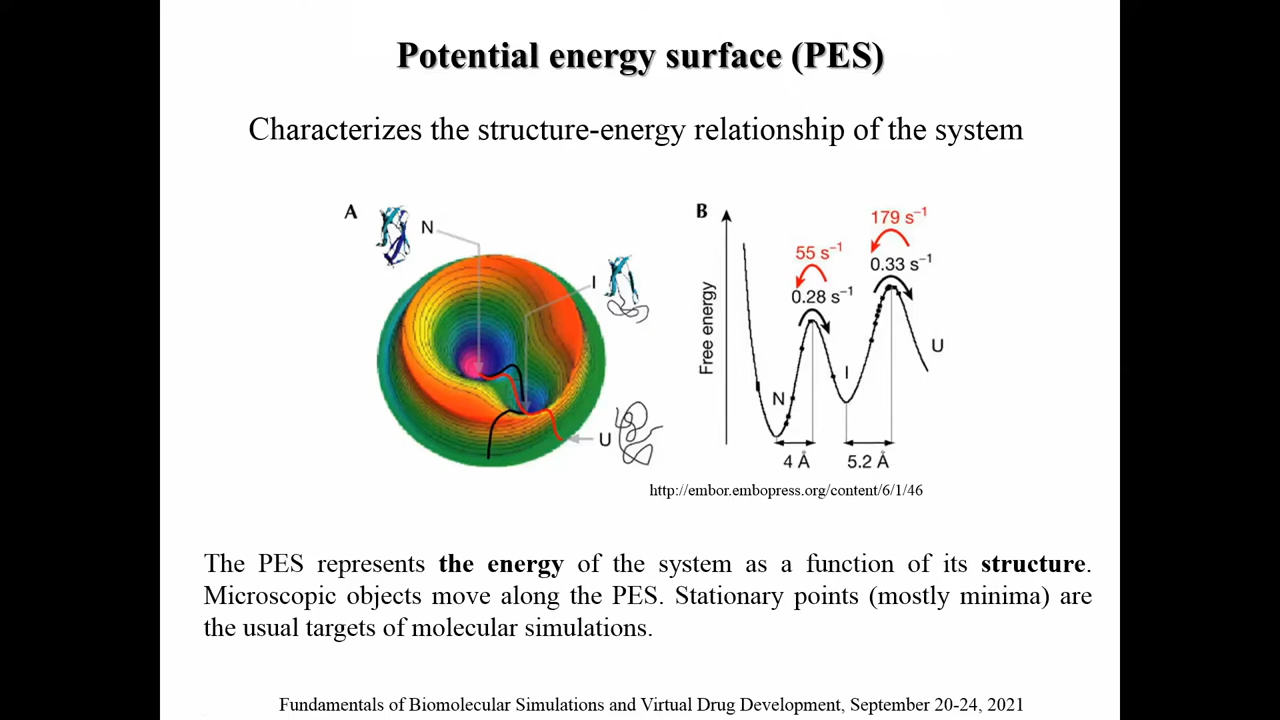 Potential energy surface (PES)
Characterizes the structure-energy relationship of the system
A
N
I
U
B
Free energy
179 s⁻¹
55 s⁻¹
0.33 s⁻¹
0.28 s⁻¹
U
I
N
4 Å
5.2 Å
http://embor.embopress.org/content/6/1/46
The PES represents the energy of the system as a function of its structure.
Microscopic objects move along the PES. Stationary points (mostly minima) are
the usual targets of molecular simulations.
Fundamentals of Biomolecular Simulations and Virtual Drug Development, September 20-24, 2021